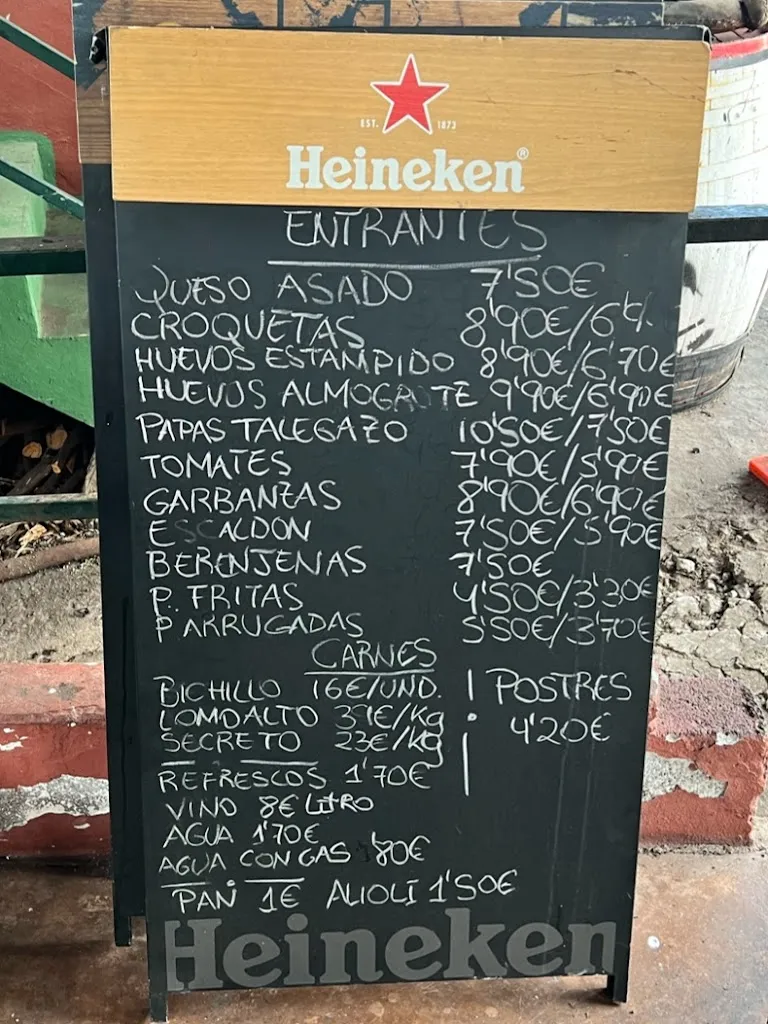 EST. 1873
Heineken®
ENTRANTES
QUESO ASADO 7'50€
CROQUETAS 8'90€/6
HUEVOS ESTAMPIDO 8'90€/6'70€
HUEVOS ALMOGROTE 9'90€/6'90€
PAPAS TALEGAZO 10'50€/7'50€
TOMATES 7'90€/5'90€
GARBANZAS 8'90€/6'90€
ESCALDON 7'50€/5'90€
BERENJENAS 7'50€
P. FRITAS 4'50€/3'30€
P ARRUGADAS 5'50€/3'70€
CARNES
BICHILLO 16€/UND.
LOMO ALTO €/Kg
SECRETO 23€/Kg
POSTRES
4'20€
REFRESCOS 1'70€
VINO 8€ LITRO
AGUA 1'70€
AGUA CON GAS '80€
PAN 1€ ALIOLI 1'50€
Heineken